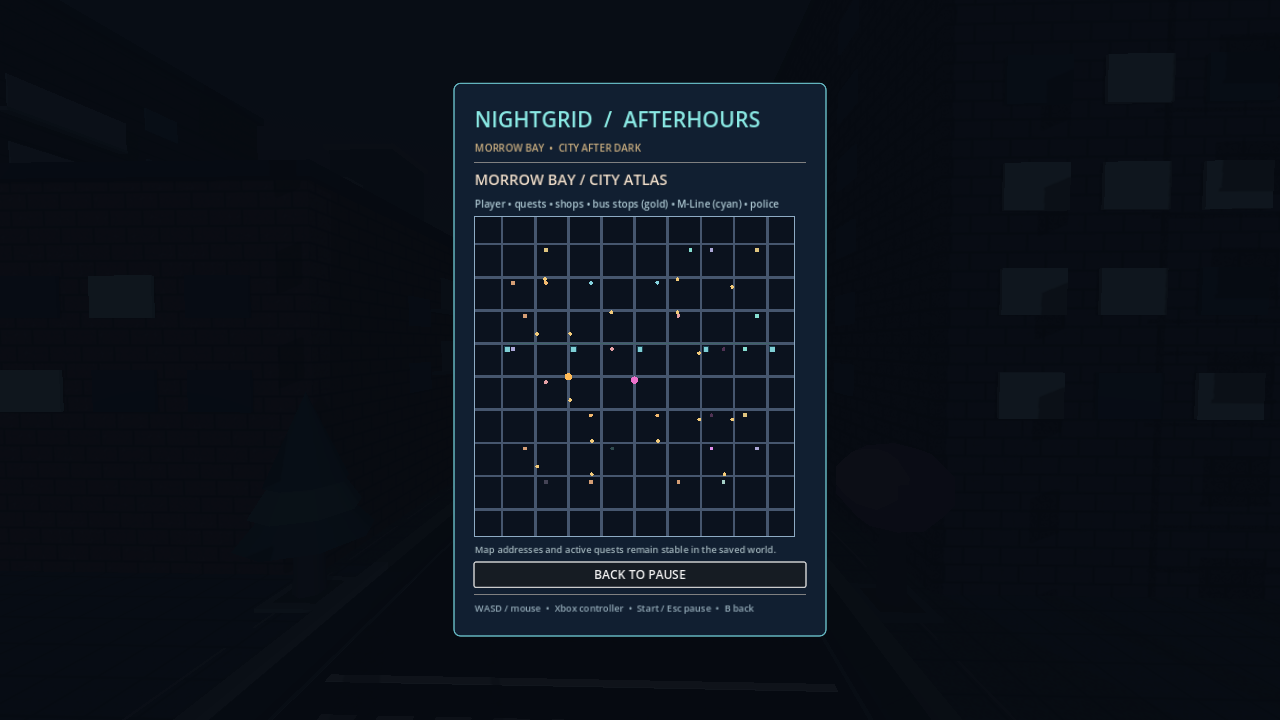 NIGHTGRID / AFTERHOURS
MORROW BAY • CITY AFTER DARK
MORROW BAY / CITY ATLAS
Player • quests • shops • bus stops (gold) • M-Line (cyan) • police
Map addresses and active quests remain stable in the saved world.
BACK TO PAUSE
WASD / mouse • Xbox controller • Start / Esc pause • B back